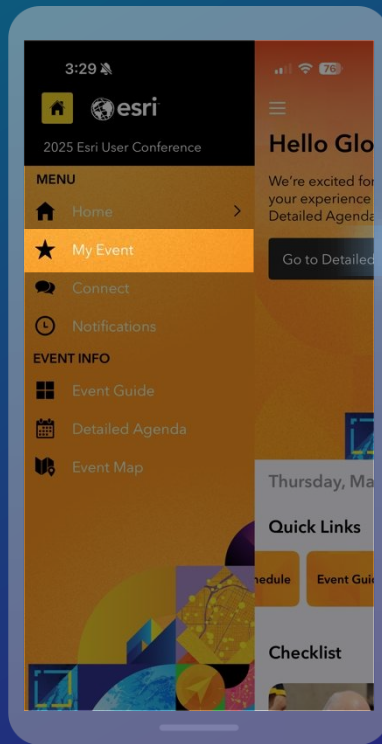 3:29
76
esri
2025 Esri User Conference
MENU
Home
My Event
Connect
Notifications
EVENT INFO
Event Guide
Detailed Agenda
Event Map
Hello Glo
We're excited for
your experience
Detailed Agenda
Go to Detailed
Thursday, Ma
Quick Links
hedule
Event Guid
Checklist